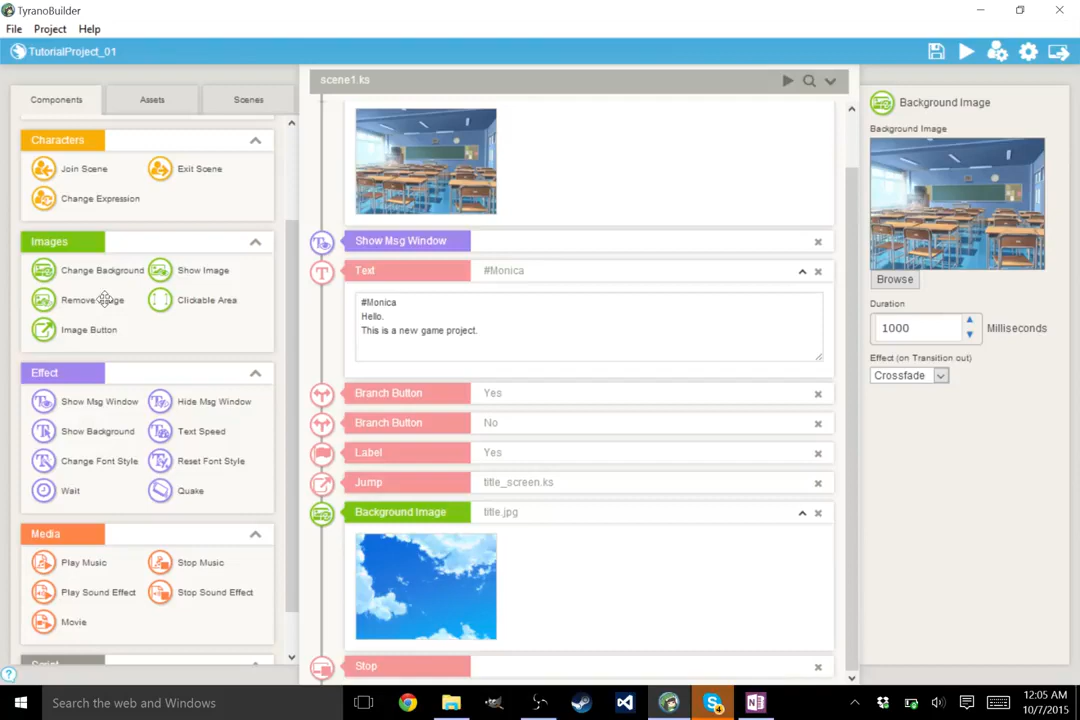 TyranoBuilder
File Project Help
TutorialProject_01
Components Assets Scenes
Characters
Join Scene Exit Scene
Change Expression
Images
Change Background Show Image
Clickable Area
Image Button
Effect
Show Msg Window Hide Msg Window
Show Background Text Speed
Change Font Style Reset Font Style
Wait Quake
Media
Play Music Stop Music
Play Sound Effect Stop Sound Effect
Movie
Script
scene1.ks
Show Msg Window
Text #Monica
#Monica
Hello.
This is a new game project.
Branch Button Yes
Branch Button No
Label Yes
Jump title_screen.ks
Background Image title.jpg
Stop
Background Image
Background Image
Browse
Duration
1000 Milliseconds
Effect (on Transition out)
Crossfade
Search the web and Windows
4
12:05 AM
10/7/2015